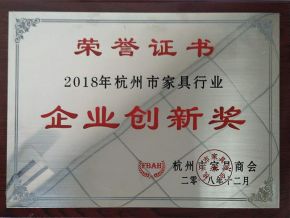 荣誉证书
2018年杭州市家具行业
企业创新奖
FBAH
杭州市家具商会
二零一八年十二月